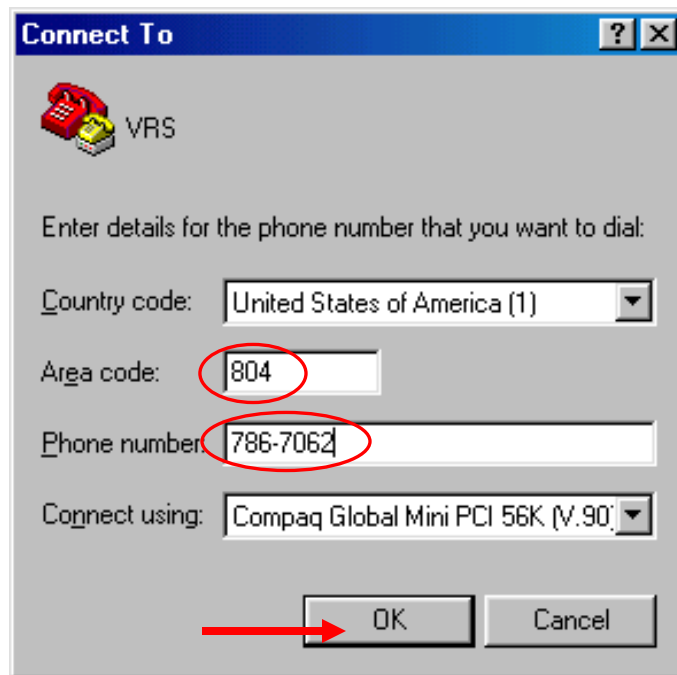 Connect To
VRS
Enter details for the phone number that you want to dial:
Country code: United States of America (1)
Area code: 804
Phone number: 786-7062
Connect using: Compaq Global Mini PCI 56K (V.90)
OK Cancel